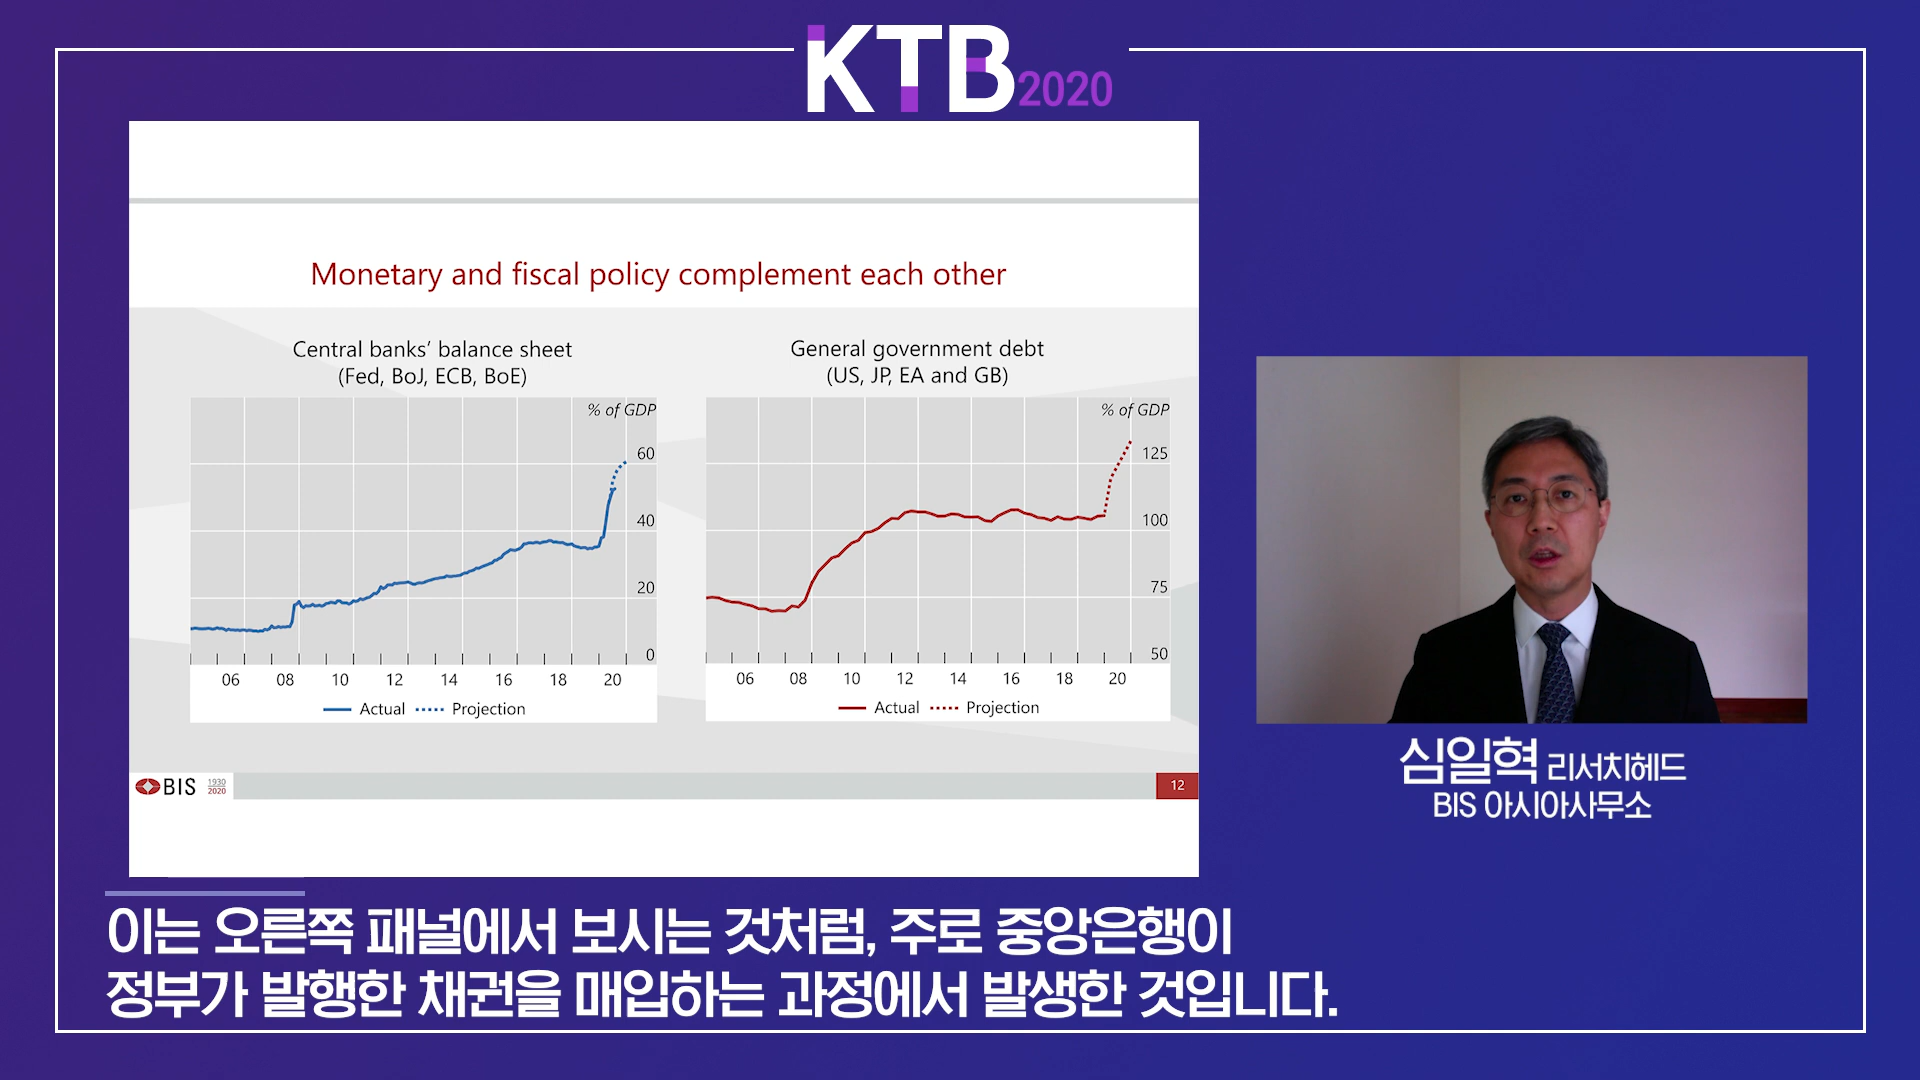 KTB 2020
Monetary and fiscal policy complement each other
Central banks' balance sheet
(Fed, BoJ, ECB, BoE)
% of GDP
60
40
20
0
06 08 10 12 14 16 18 20
Actual Projection
General government debt
(US, JP, EA and GB)
% of GDP
125
100
75
50
06 08 10 12 14 16 18 20
Actual Projection
BIS 1930 2020
12
심일혁 리서치헤드
BIS 아시아사무소
이는 오른쪽 패널에서 보시는 것처럼, 주로 중앙은행이
정부가 발행한 채권을 매입하는 과정에서 발생한 것입니다.